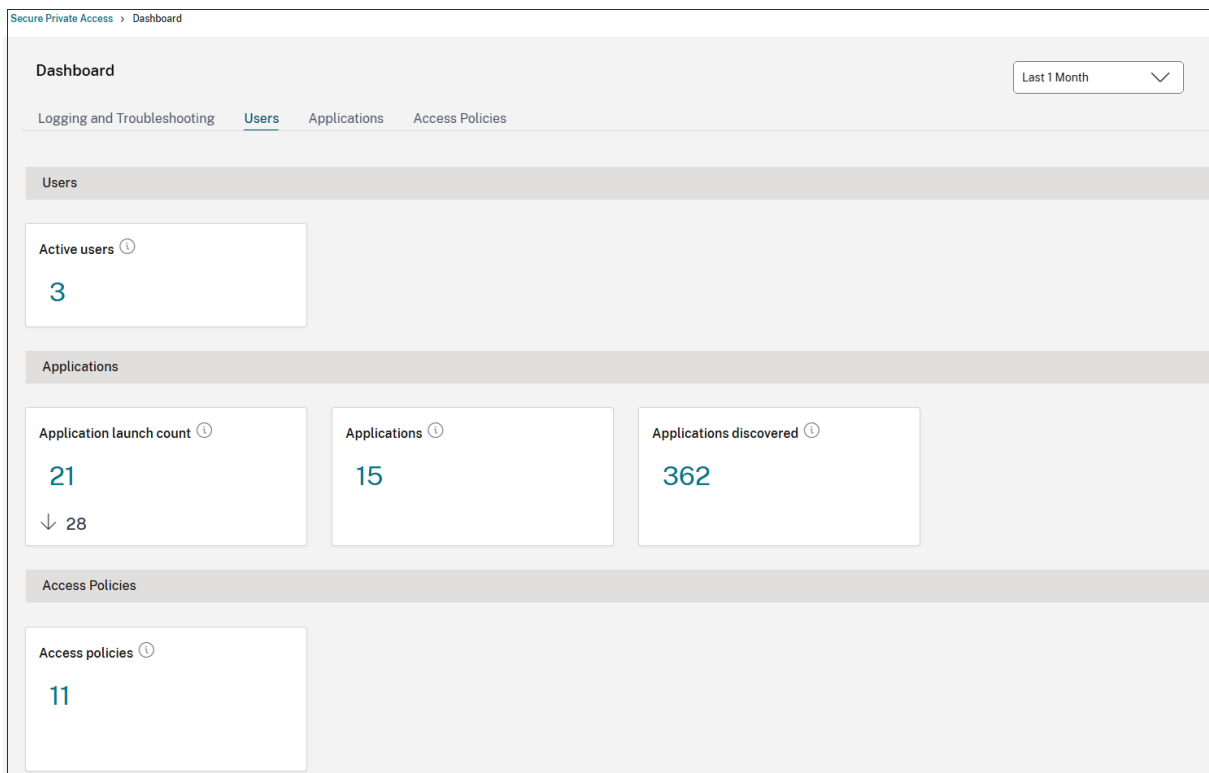 Secure Private Access > Dashboard
Dashboard
Last 1 Month
Logging and Troubleshooting Users Applications Access Policies
Users
Active users
3
Applications
Application launch count Applications Applications discovered
21 15 362
↓ 28
Access Policies
Access policies
11